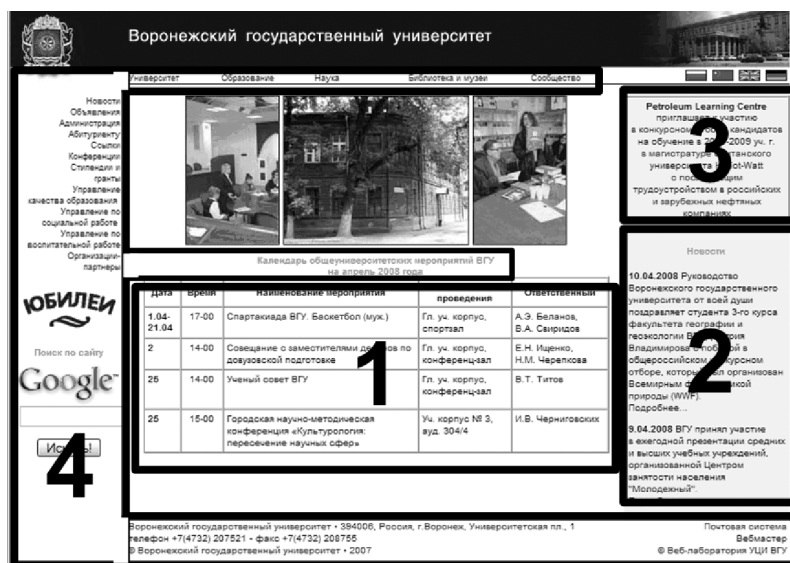 Воронежский государственный университет
Университет Образование Наука Библиотека и музеи Сообщество
Новости
Объявления
Администрация
Абитуриенту
Ссылки
Конференции
Стипендии и
гранты
Управление
качества образования
Управление по
социальной работе
Управление по
воспитательной работе
Организации-
партнеры
ЮБИЛЕИ
Поиск по сайту
Google
4
Календарь общеуниверситетских мероприятий ВГУ
на апрель 2008 года
Дата Время Наименование мероприятия проведения Ответственный
1.04-
21.04 17-00 Спартакиада ВГУ. Баскетбол (муж.) Гл. уч. корпус,
спортзал А.Э. Беланов,
В.А. Свиридов
2 14-00 Совещание с заместителями по
довузовской подготовке Гл. уч. корпус,
конференц-зал Е.Н. Ищенко,
Н.М. Черепкова
25 14-00 Ученый совет ВГУ Гл. уч. корпус,
конференц-зал В.Т. Титов
25 15-00 Городская научно-методическая
конференция «Культурология:
пересечение научных сфер» Уч. корпус № 3,
ауд. 304/4 И.В. Черниговских
1
Petroleum Learning Centre
приглашает к участию
в кандидатов
на обучение в уч. г.
в магистратуре
университета
с
трудоустройством в российских
и зарубежных нефтяных
компаниях
3
Новости
10.04.2008 Руководство
Воронежского государственного
университета от всей души
поздравляет студента 3-го курса
факультета географии и
геоэкологии
Владимирова
общероссийском
отборе, организован
Всемирным
природы (WWF).
Подробнее...
9.04.2008 ВГУ принял участие
в ежегодной презентации средних
и высших учебных учреждений,
организованной Центром
занятости населения
"Молодежный".
2
Воронежский государственный университет • 394006, Россия, г.Воронеж, Университетская пл., 1
телефон +7(4732) 207521 - факс +7(4732) 208755
© Воронежский государственный университет • 2007
Почтовая система
Вебмастер
© Веб-лаборатория УЦИ ВГУ